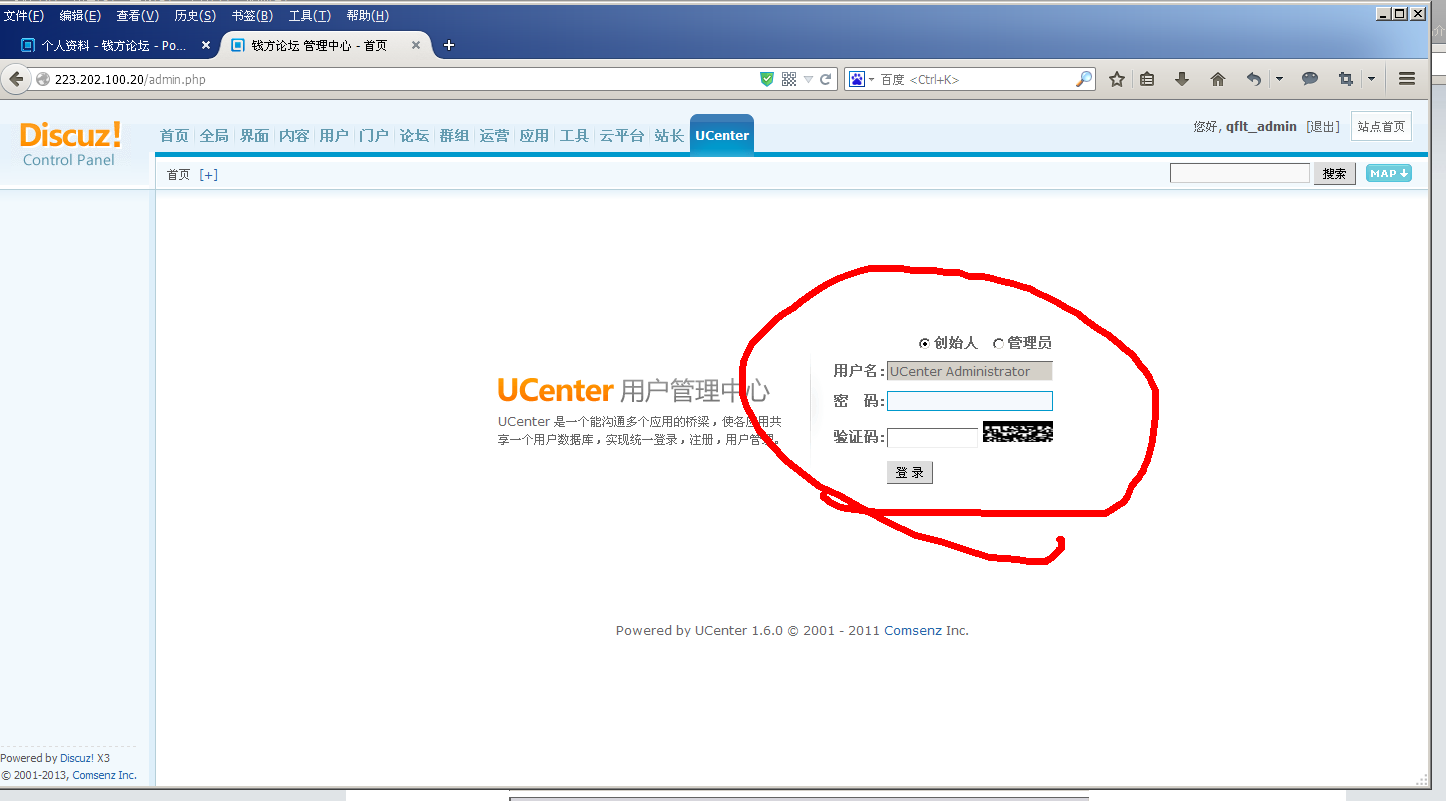 文件(F) 编辑(E) 查看(V) 历史(S) 书签(B) 工具(T) 帮助(H)
个人资料 - 钱方论坛 - Po... 钱方论坛 管理中心 - 首页
223.202.100.20/admin.php 百度 <Ctrl+K>
Discuz!
Control Panel
首页 全局 界面 内容 用户 门户 论坛 群组 运营 应用 工具 云平台 站长 UCenter
您好, qflt_admin [退出] 站点首页
首页 [+] 搜索 MAP
创始人 管理员
用户名: UCenter Administrator
密 码:
验证码:
登 录
UCenter 用户管理中心
UCenter 是一个能沟通多个应用的桥梁，使各应用共
享一个用户数据库，实现统一登录，注册，用户管理。
Powered by UCenter 1.6.0 © 2001 - 2011 Comsenz Inc.
Powered by Discuz! X3
© 2001-2013, Comsenz Inc.